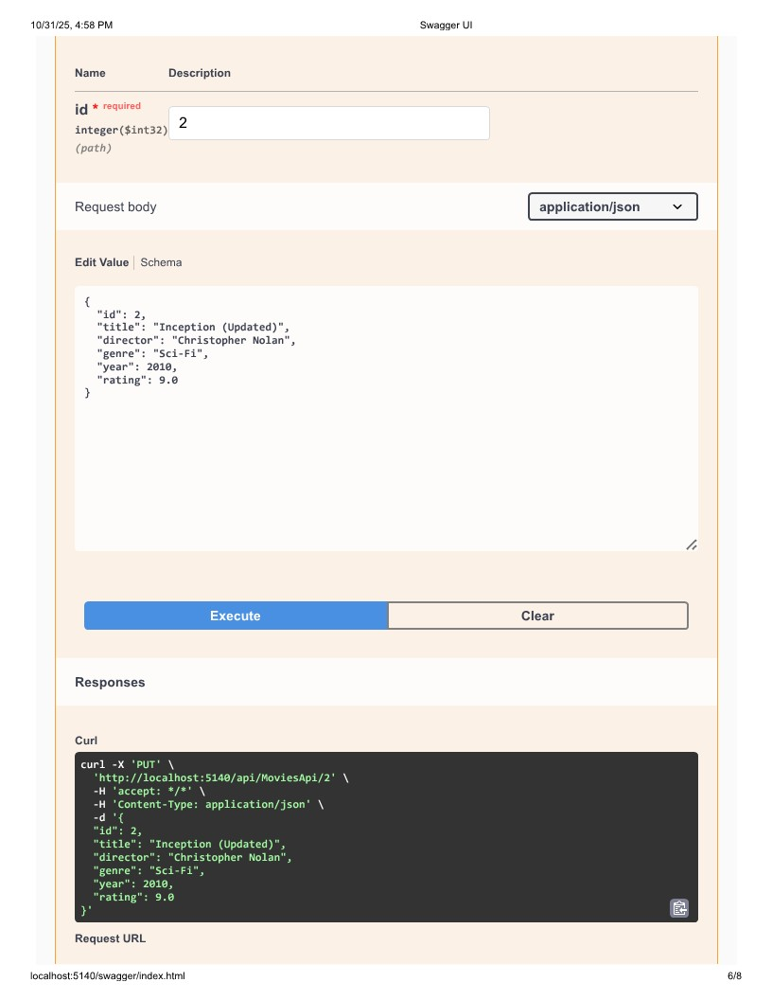 10/31/25, 4:58 PM Swagger UI
Name Description
id * required
integer($int32)
(path)
2
Request body application/json
Edit Value Schema
{
  "id": 2,
  "title": "Inception (Updated)",
  "director": "Christopher Nolan",
  "genre": "Sci-Fi",
  "year": 2010,
  "rating": 9.0
}
Execute Clear
Responses
Curl
curl -X 'PUT' \
  'http://localhost:5140/api/MoviesApi/2' \
  -H 'accept: */*' \
  -H 'Content-Type: application/json' \
  -d '{
  "id": 2,
  "title": "Inception (Updated)",
  "director": "Christopher Nolan",
  "genre": "Sci-Fi",
  "year": 2010,
  "rating": 9.0
}'
Request URL
localhost:5140/swagger/index.html 6/8